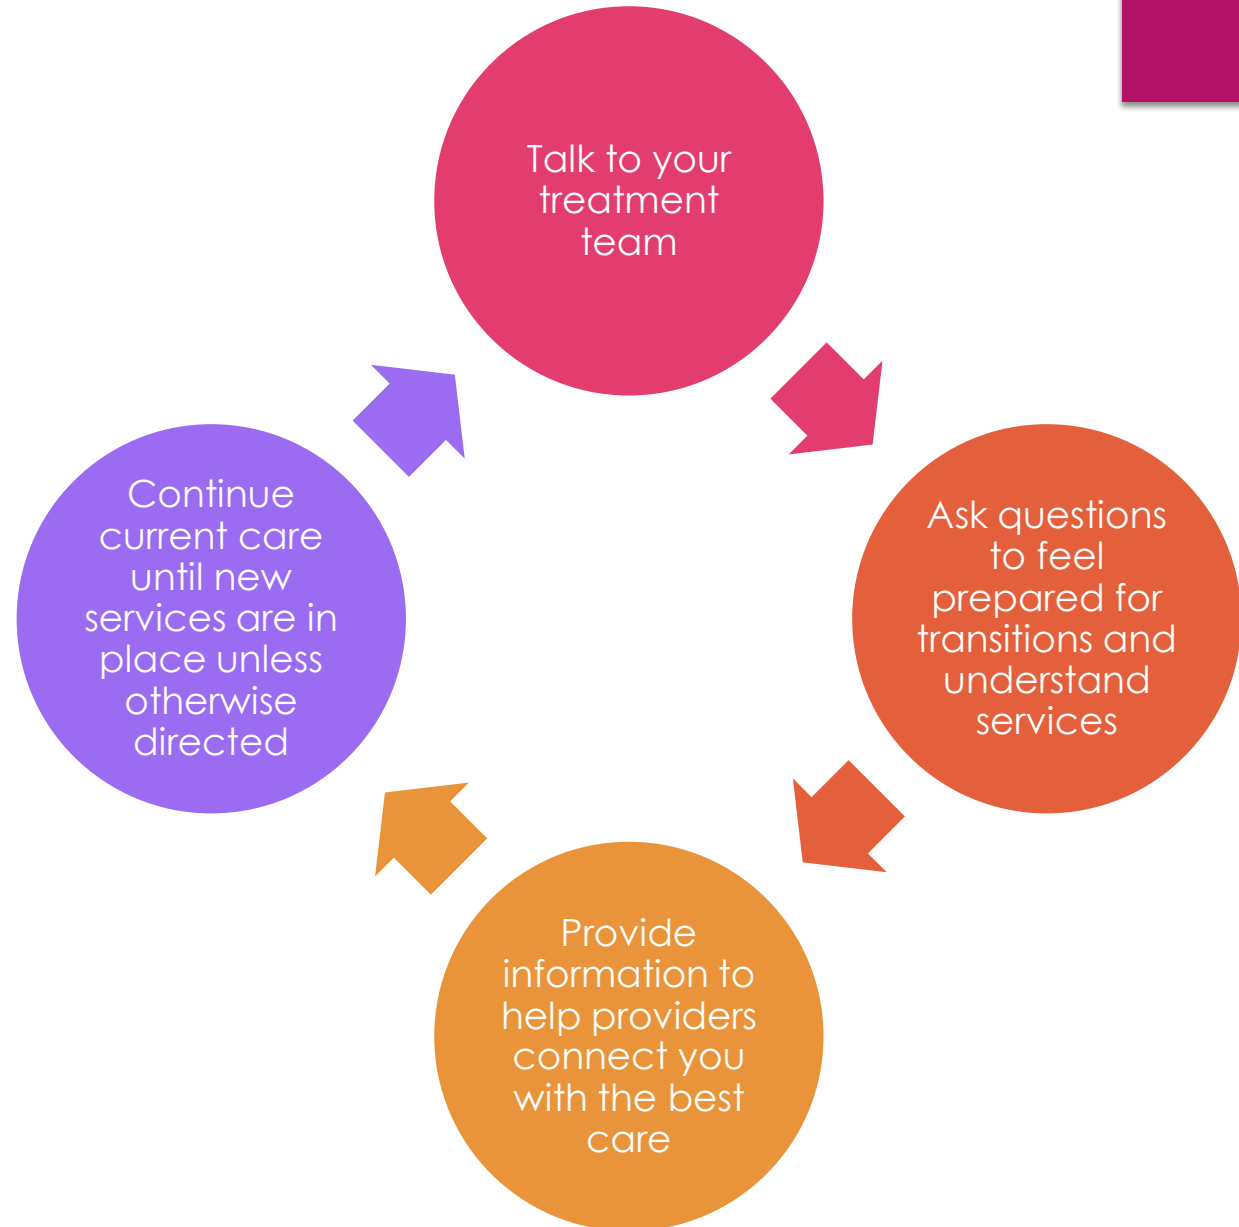 Talk to your
treatment
team
Ask questions
to feel
prepared for
transitions and
understand
services
Provide
information to
help providers
connect you
with the best
care
Continue
current care
until new
services are in
place unless
otherwise
directed